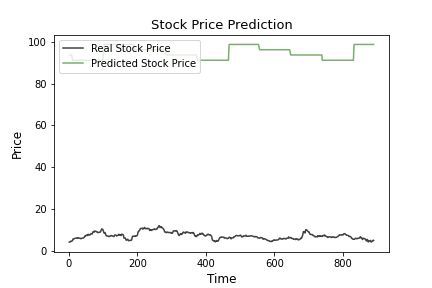 Stock Price Prediction
Real Stock Price
Predicted Stock Price
100
80
60
40
20
0
Price
0 200 400 600 800
Time